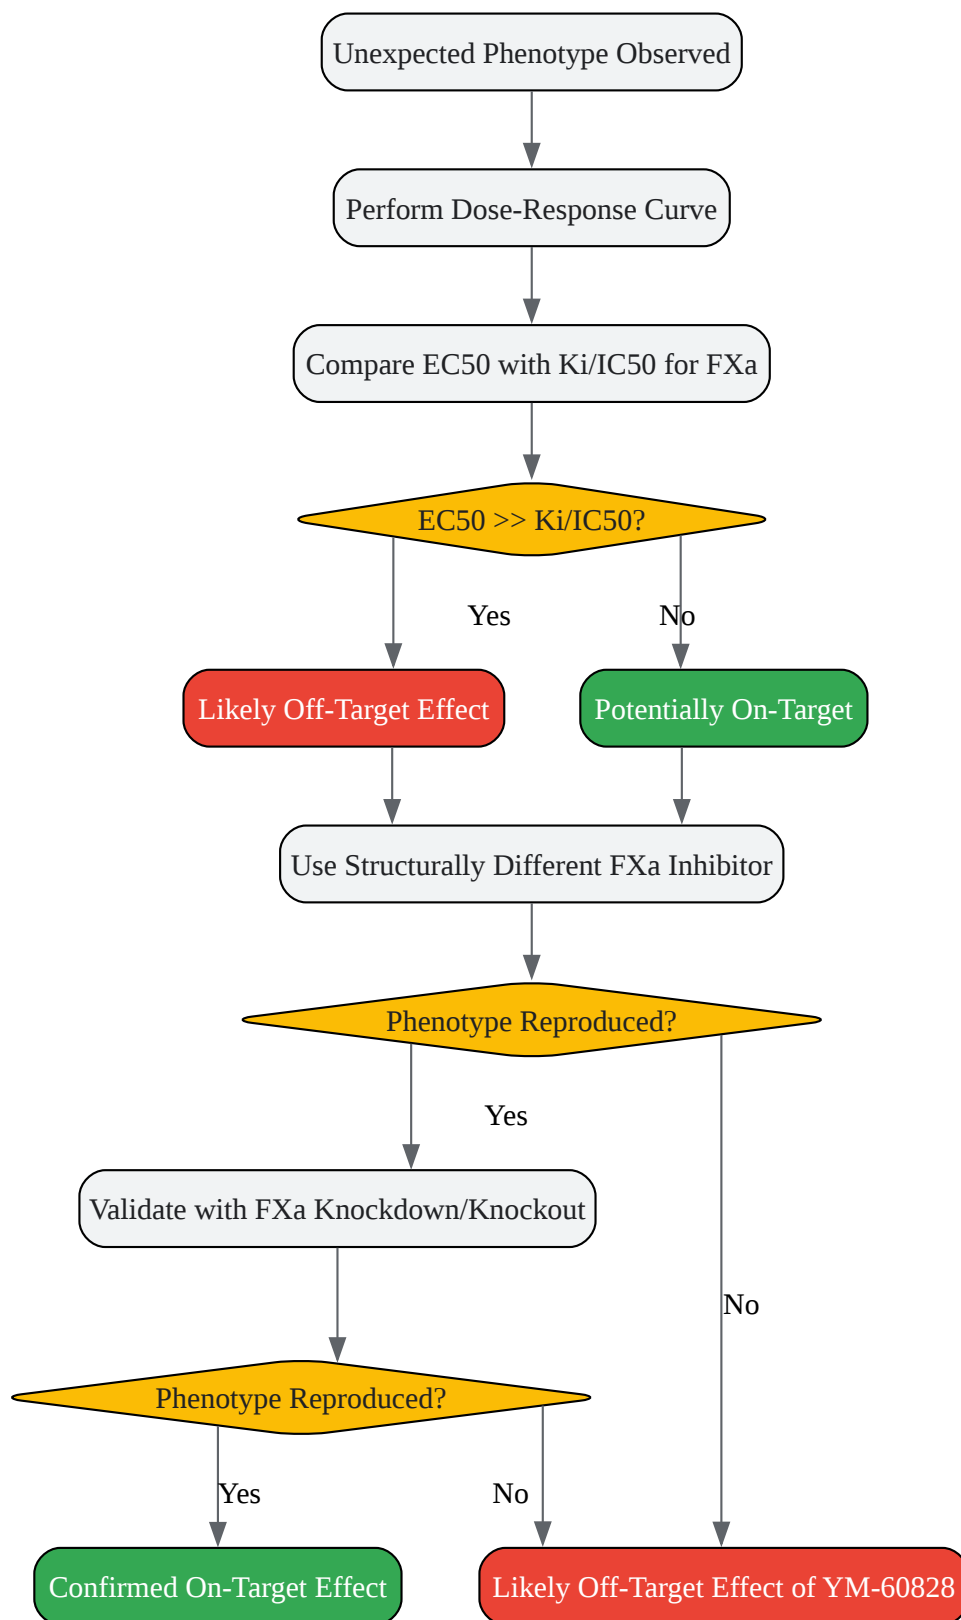 Unexpected Phenotype Observed
Perform Dose-Response Curve
Compare EC50 with Ki/IC50 for FXa
EC50 >> Ki/IC50?
Yes
No
Likely Off-Target Effect
Potentially On-Target
Use Structurally Different FXa Inhibitor
Phenotype Reproduced?
Yes
Validate with FXa Knockdown/Knockout
No
Phenotype Reproduced?
Yes
No
Confirmed On-Target Effect
Likely Off-Target Effect of YM-60828